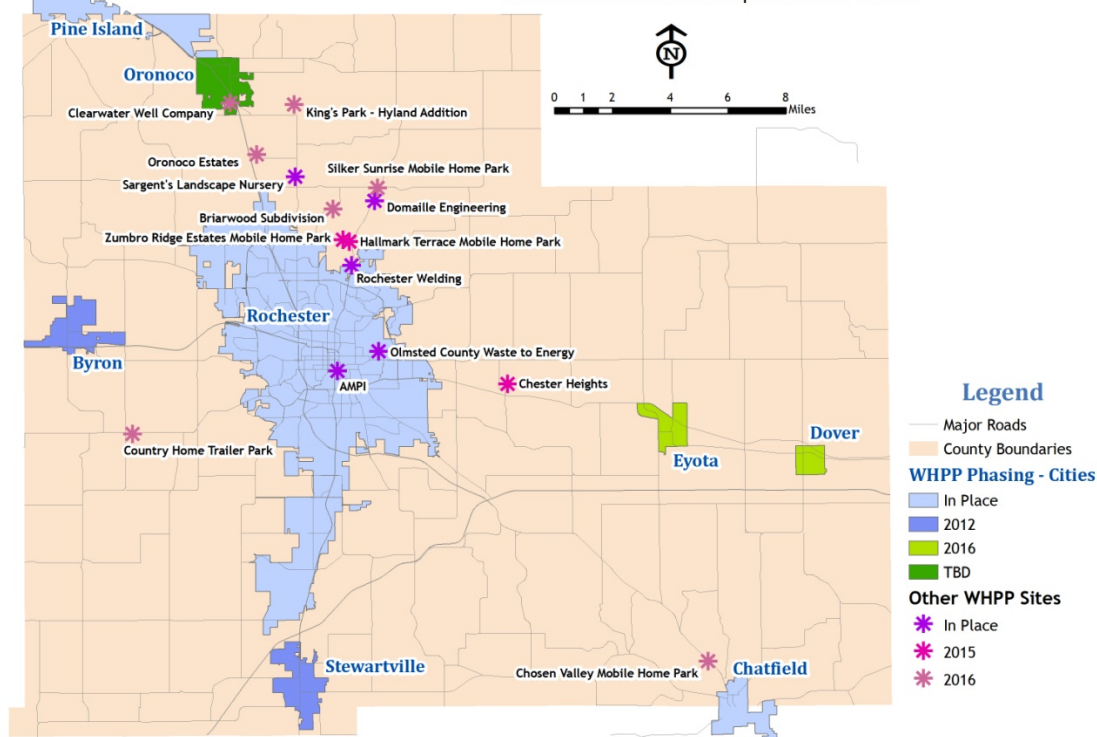 Pine Island
N
Oronoco
0 1 2 4 6 8
Miles
Clearwater Well Company
King's Park - Hyland Addition
Oronoco Estates
Silker Sunrise Mobile Home Park
Sargent's Landscape Nursery
Domaille Engineering
Briarwood Subdivision
Zumbro Ridge Estates Mobile Home Park
Hallmark Terrace Mobile Home Park
Rochester Welding
Rochester
Byron
Olmsted County Waste to Energy
AMPI
Chester Heights
Country Home Trailer Park
Eyota
Dover
Stewartville
Chosen Valley Mobile Home Park
Chatfield
Legend
Major Roads
County Boundaries
WHPP Phasing - Cities
In Place
2012
2016
TBD
Other WHPP Sites
In Place
2015
2016